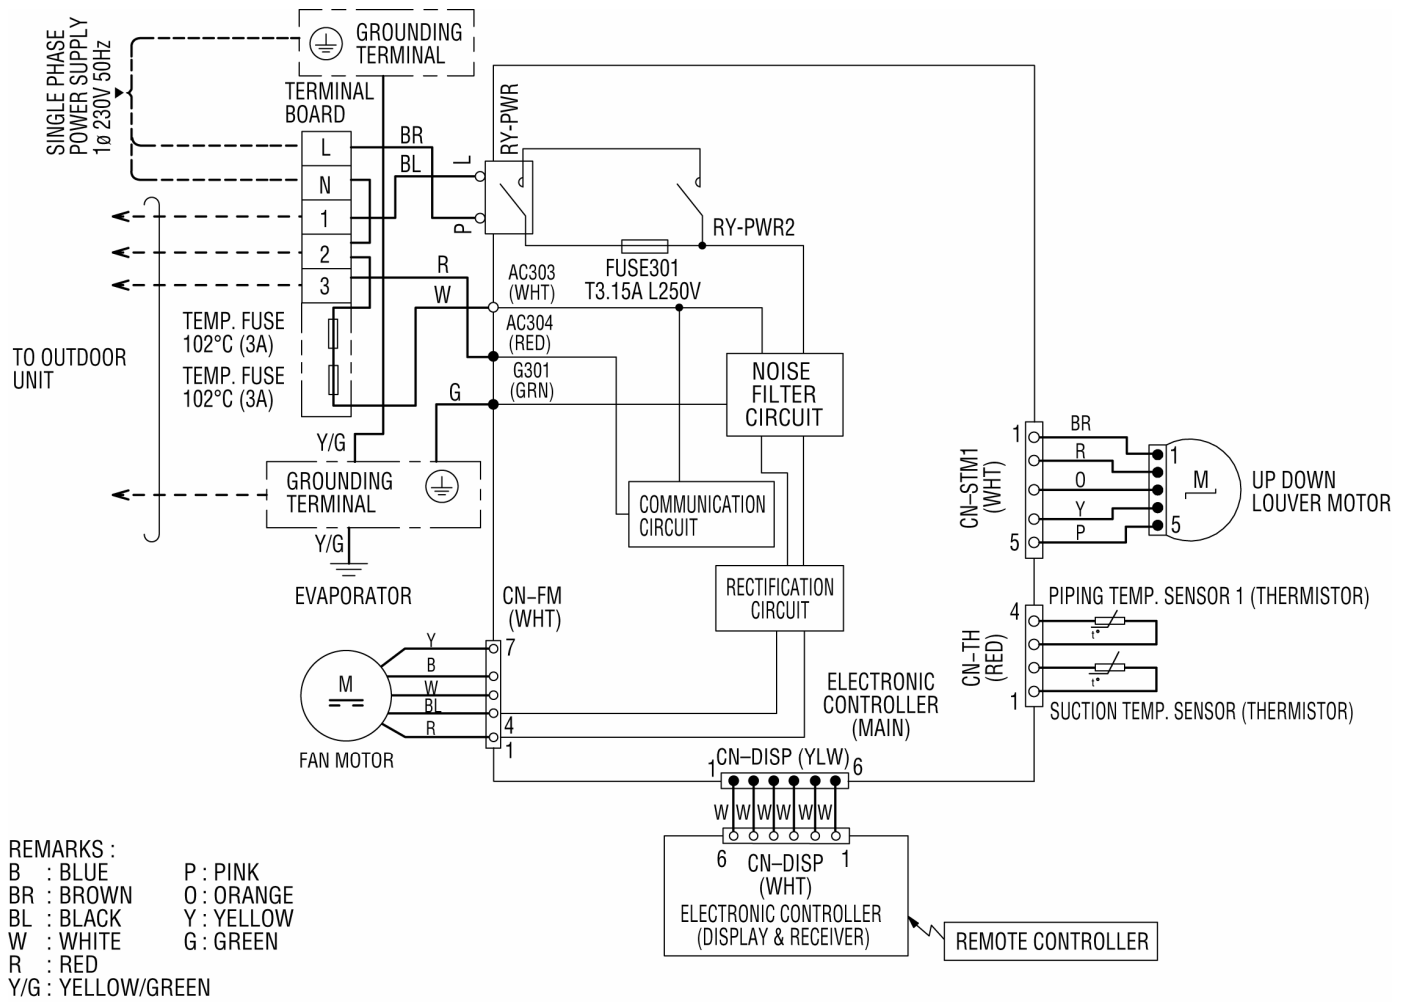 SINGLE PHASE
POWER SUPPLY
1ø 230V 50Hz
GROUNDING
TERMINAL
TERMINAL
BOARD
L
N
1
2
3
BR
BL
L
P
RY-PWR
RY-PWR2
FUSE301
T3.15A L250V
R
W
AC303
(WHT)
AC304
(RED)
G301
(GRN)
G
TEMP. FUSE
102°C (3A)
TEMP. FUSE
102°C (3A)
TO OUTDOOR
UNIT
Y/G
GROUNDING
TERMINAL
Y/G
EVAPORATOR
NOISE
FILTER
CIRCUIT
COMMUNICATION
CIRCUIT
RECTIFICATION
CIRCUIT
CN–STM1
(WHT)
1
5
BR
R
O
Y
P
1
5
M
UP DOWN
LOUVER MOTOR
PIPING TEMP. SENSOR 1 (THERMISTOR)
CN–TH
(RED)
4
1
t°
t°
SUCTION TEMP. SENSOR (THERMISTOR)
CN–FM
(WHT)
7
4
1
Y
B
W
BL
R
M
FAN MOTOR
ELECTRONIC
CONTROLLER
(MAIN)
CN–DISP (YLW)
1
6
W W W W W W
6
1
CN–DISP
(WHT)
ELECTRONIC CONTROLLER
(DISPLAY & RECEIVER)
REMOTE CONTROLLER
REMARKS :
B : BLUE
BR : BROWN
BL : BLACK
W : WHITE
R : RED
Y/G : YELLOW/GREEN
P : PINK
O : ORANGE
Y : YELLOW
G : GREEN